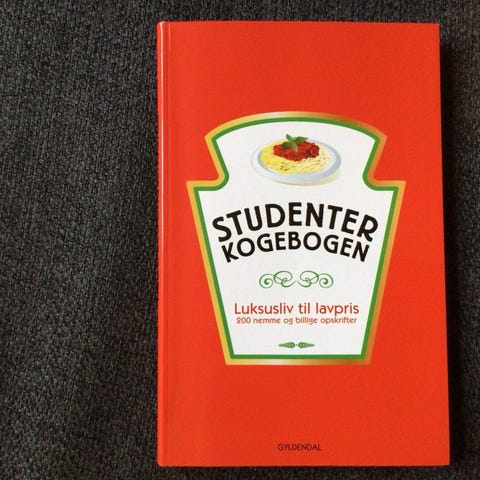 STUDENTER
KOGEBOGEN
Luksusliv til lavpris
200 nemme og billige opskrifter
GYLDENDAL